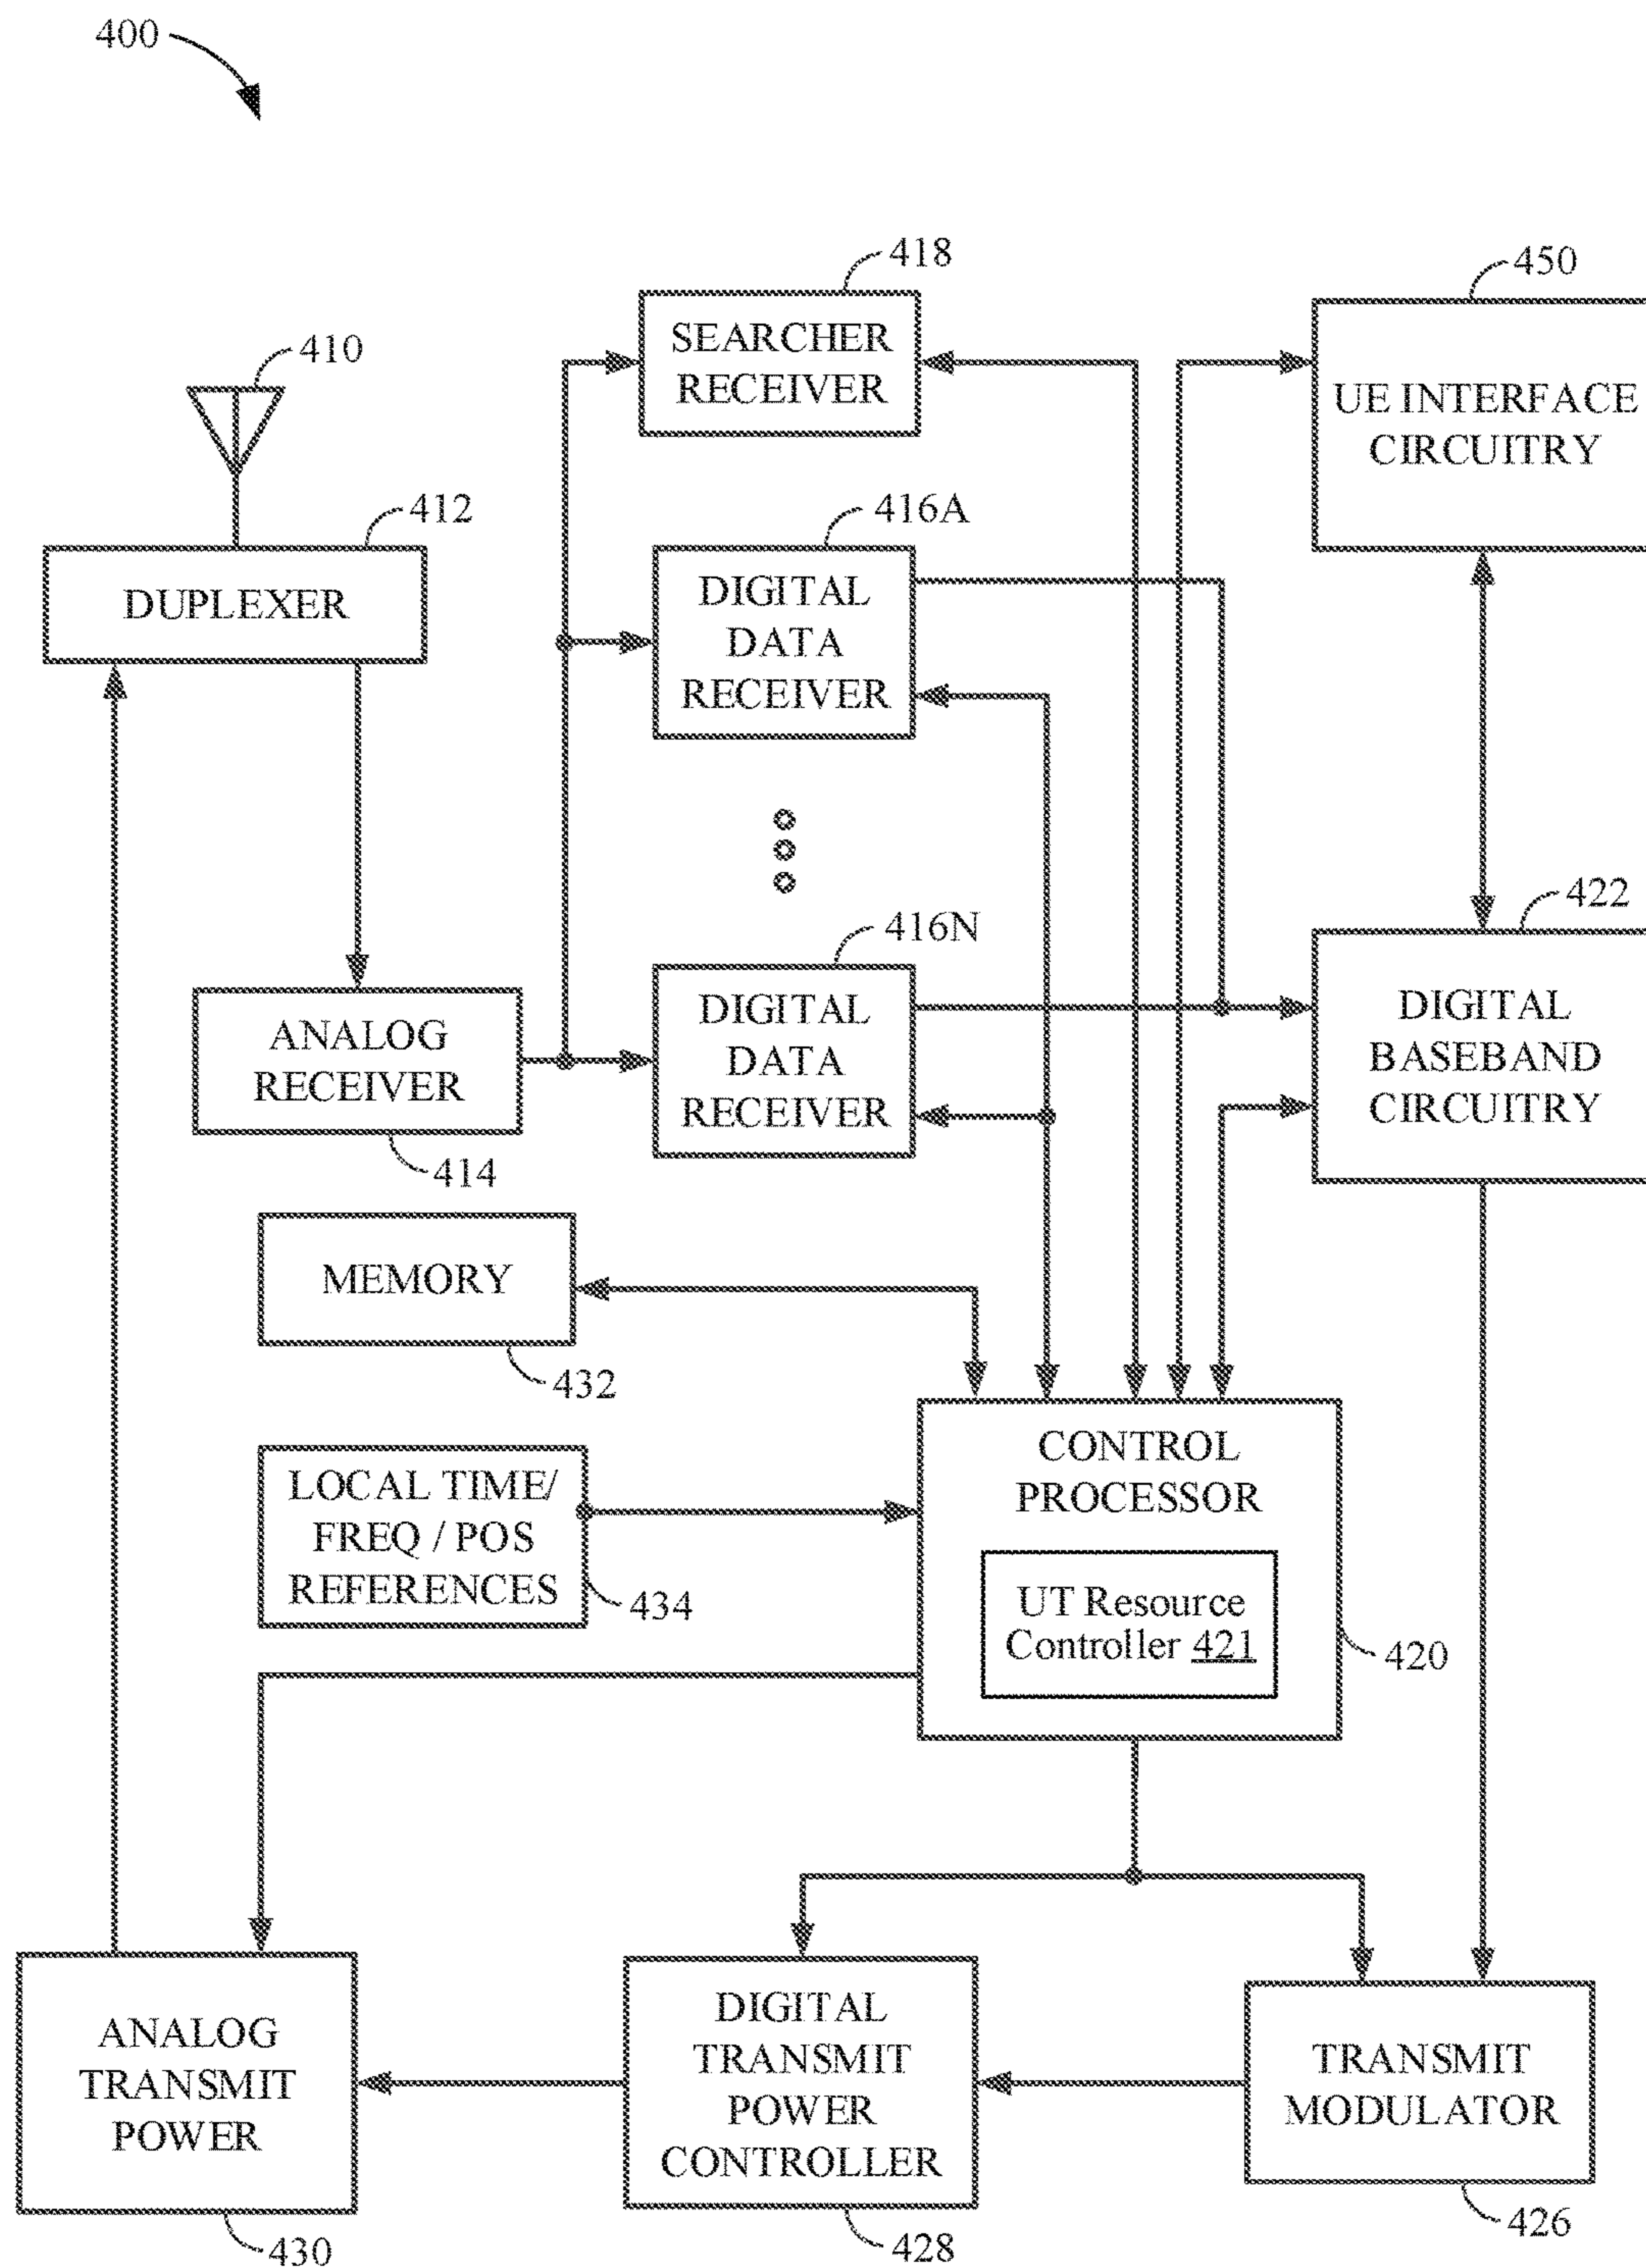 400
418
SEARCHER
RECEIVER
450
UE INTERFACE
CIRCUITRY
410
412
DUPLEXER
416A
DIGITAL
DATA
RECEIVER
416N
DIGITAL
DATA
RECEIVER
422
DIGITAL
BASEBAND
CIRCUITRY
ANALOG
RECEIVER
414
MEMORY
432
CONTROL
PROCESSOR
UT Resource
Controller 421
420
LOCAL TIME/
FREQ / POS
REFERENCES
434
ANALOG
TRANSMIT
POWER
430
DIGITAL
TRANSMIT
POWER
CONTROLLER
428
TRANSMIT
MODULATOR
426